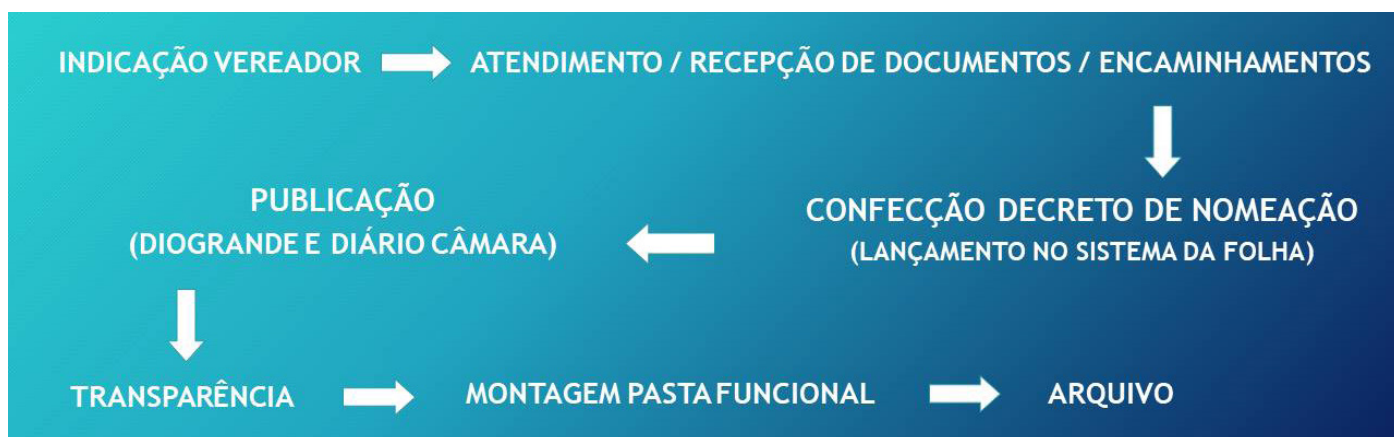 INDICAÇÃO VEREADOR
ATENDIMENTO / RECEPÇÃO DE DOCUMENTOS / ENCAMINHAMENTOS
CONFECÇÃO DECRETO DE NOMEAÇÃO
(LANÇAMENTO NO SISTEMA DA FOLHA)
PUBLICAÇÃO
(DIOGRANDE E DIÁRIO CÂMARA)
TRANSPARÊNCIA
MONTAGEM PASTA FUNCIONAL
ARQUIVO